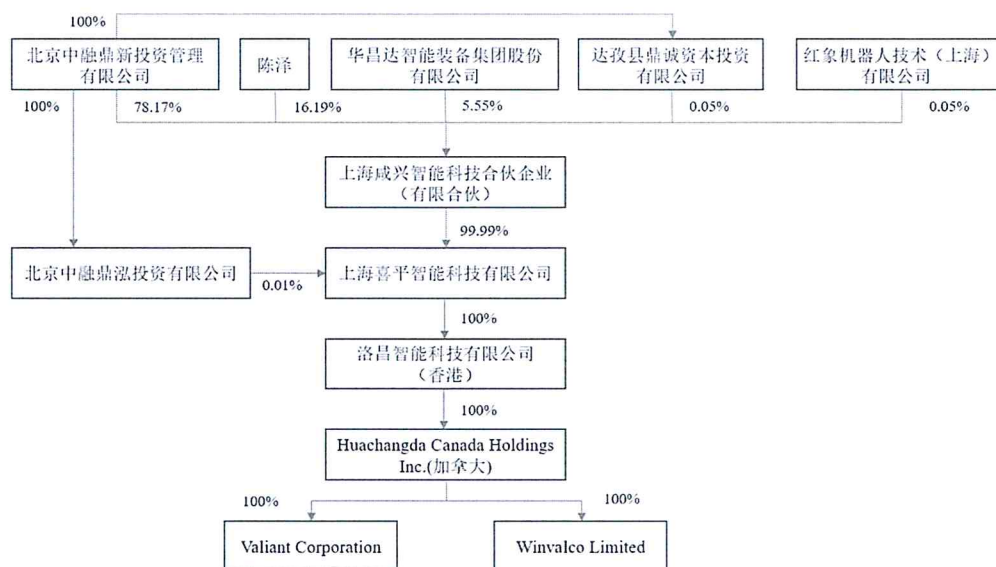 100%
北京中融鼎新投资管理
有限公司
陈泽
华昌达智能装备集团股份
有限公司
达孜县鼎诚资本投资
有限公司
红象机器人技术（上海）
有限公司
100%
78.17%
16.19%
5.55%
0.05%
0.05%
上海咸兴智能科技合伙企业
（有限合伙）
99.99%
北京中融鼎泓投资有限公司
0.01%
上海喜平智能科技有限公司
100%
洛昌智能科技有限公司
（香港）
100%
Huachangda Canada Holdings
Inc.(加拿大)
100%
100%
Valiant Corporation
Winvalco Limited